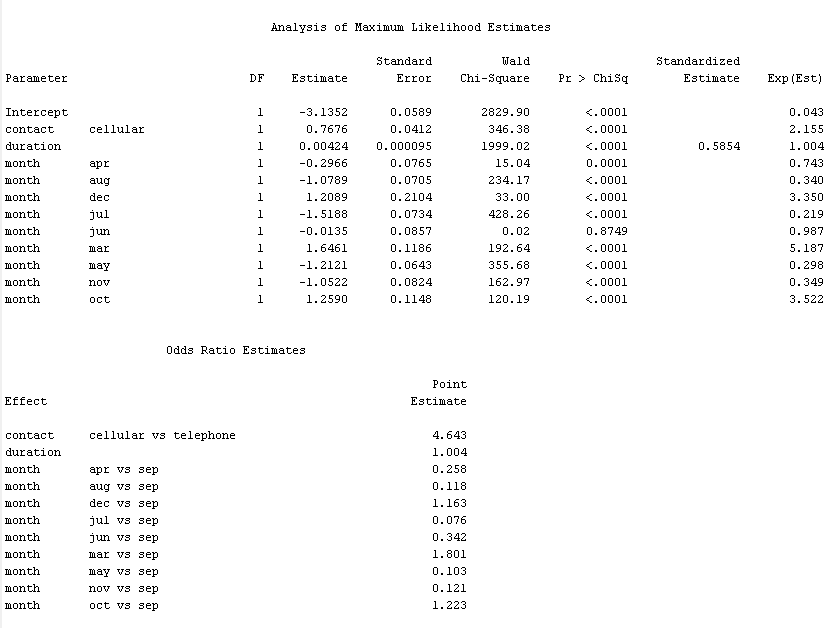 Analysis of Maximum Likelihood Estimates
Standard Wald Standardized
Parameter DF Estimate Error Chi-Square Pr > ChiSq Estimate Exp(Est)
Intercept 1 -3.1352 0.0589 2829.90 <.0001 0.043
contact cellular 1 0.7676 0.0412 346.38 <.0001 2.155
duration 1 0.00424 0.000095 1999.02 <.0001 0.5854 1.004
month apr 1 -0.2966 0.0765 15.04 0.0001 0.743
month aug 1 -1.0789 0.0705 234.17 <.0001 0.340
month dec 1 1.2089 0.2104 33.00 <.0001 3.350
month jul 1 -1.5188 0.0734 428.26 <.0001 0.219
month jun 1 -0.0135 0.0857 0.02 0.8749 0.987
month mar 1 1.6461 0.1186 192.64 <.0001 5.187
month may 1 -1.2121 0.0643 355.68 <.0001 0.298
month nov 1 -1.0522 0.0824 162.97 <.0001 0.349
month oct 1 1.2590 0.1148 120.19 <.0001 3.522
Odds Ratio Estimates
Point
Effect Estimate
contact cellular vs telephone 4.643
duration 1.004
month apr vs sep 0.258
month aug vs sep 0.118
month dec vs sep 1.163
month jul vs sep 0.076
month jun vs sep 0.342
month mar vs sep 1.801
month may vs sep 0.103
month nov vs sep 0.121
month oct vs sep 1.223